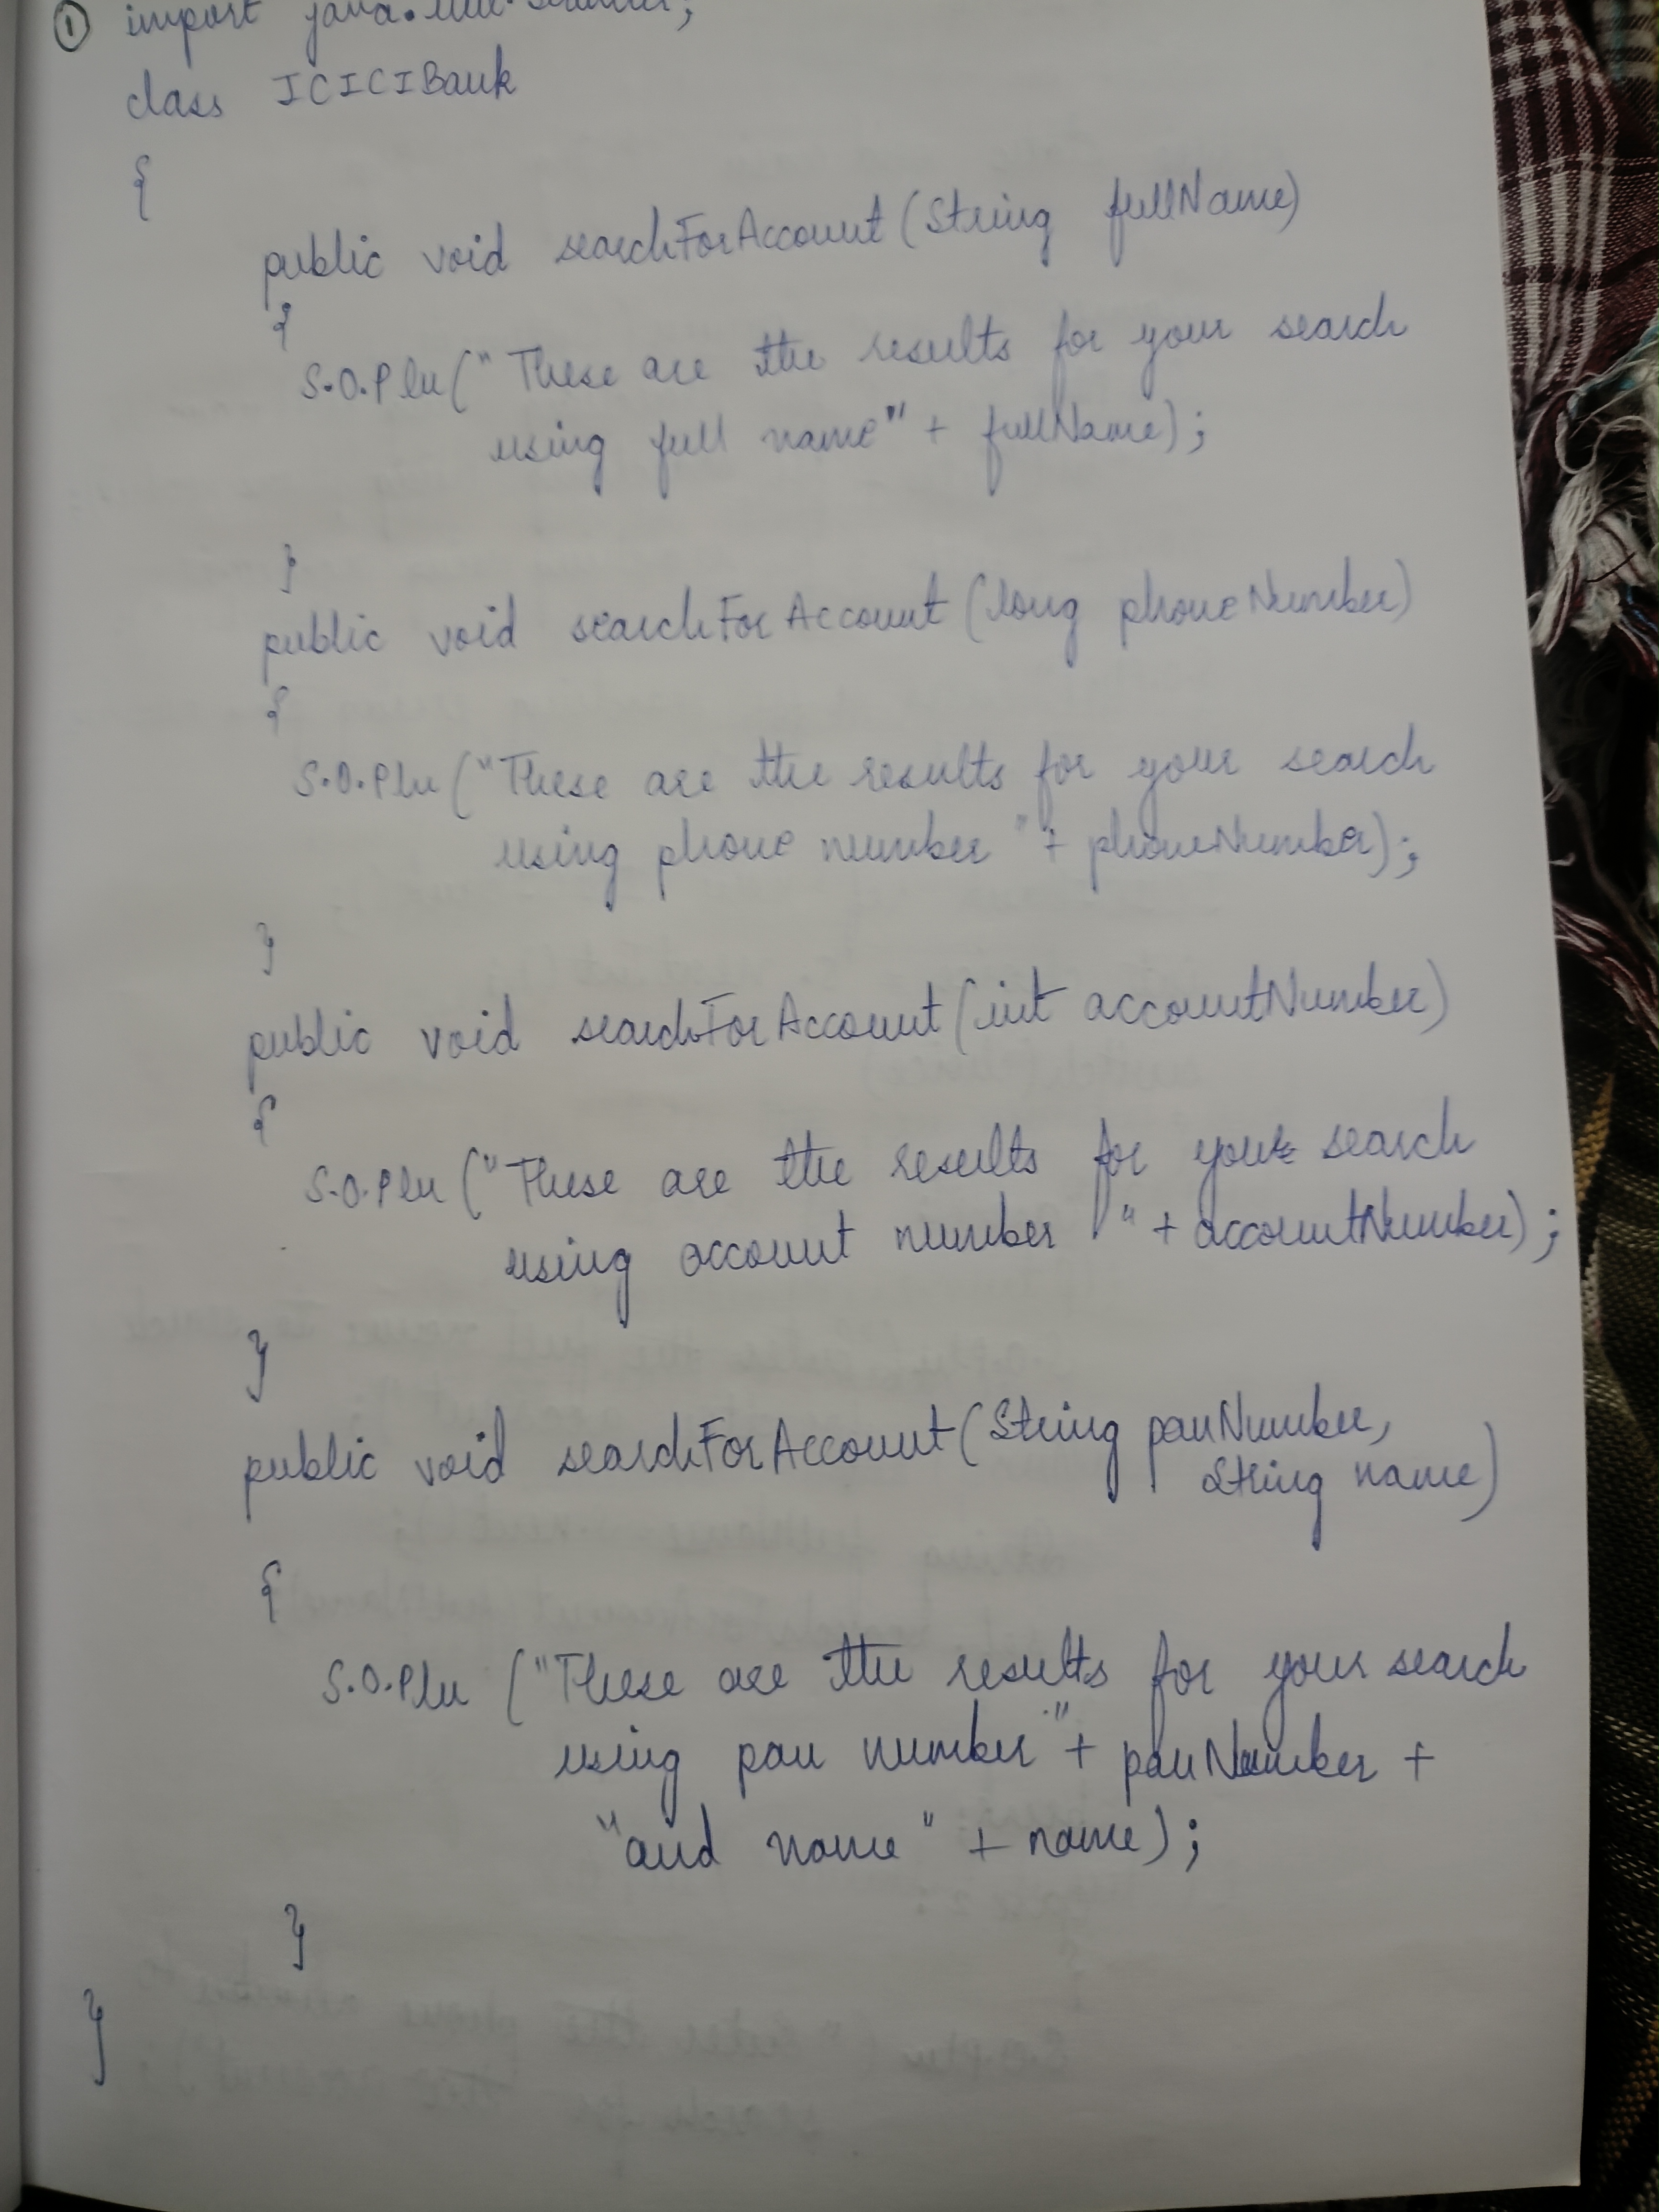 ① import java.util.Scanner;
class ICICIBank
{
public void searchForAccount(String fullName)
{
S.O.Pln("These are the results for your search
using full name" + fullName);
}
public void searchForAccount(long phoneNumber)
{
S.O.Pln("These are the results for your search
using phone number" + phoneNumber);
}
public void searchForAccount(int accountNumber)
{
S.O.Pln("These are the results for your search
using account number" + accountNumber);
}
public void searchForAccount(String panNumber,
String name)
{
S.O.Pln("These are the results for your search
using pan number" + panNumber +
"and name" + name);
}
}